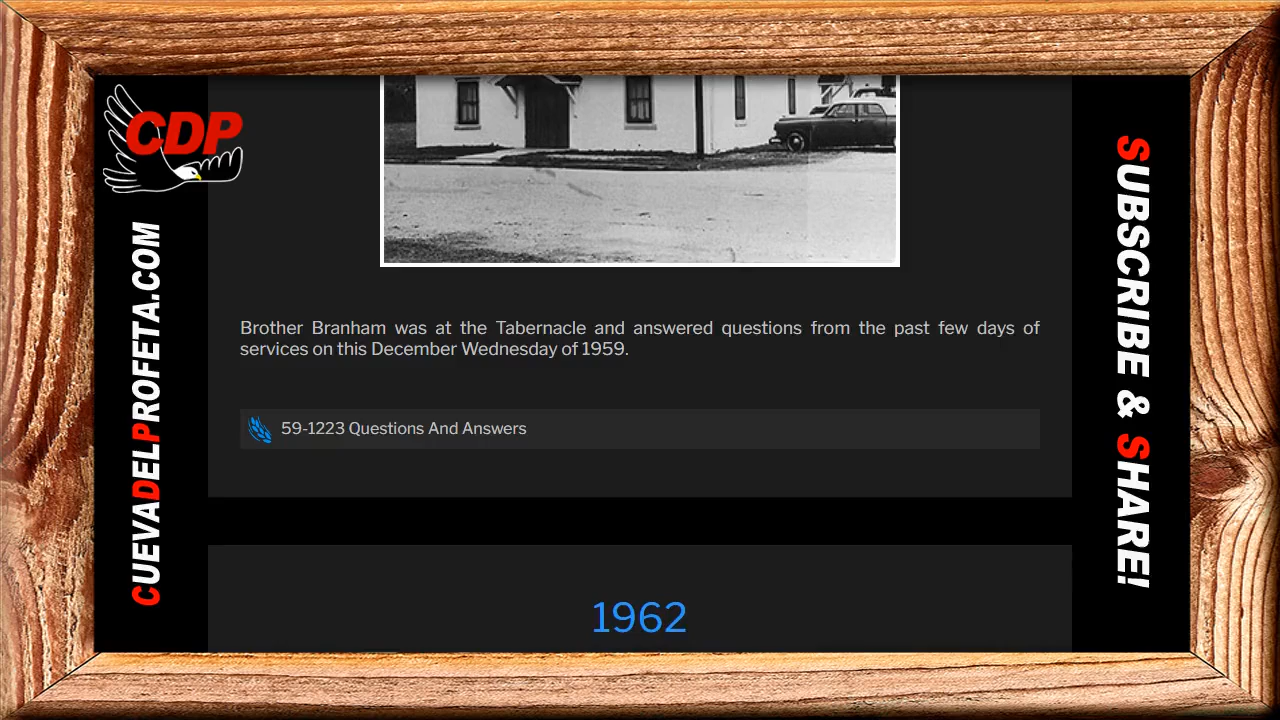 CDP
CUEVADELPROFETA.COM
Brother Branham was at the Tabernacle and answered questions from the past few days of
services on this December Wednesday of 1959.
59-1223 Questions And Answers
1962
SUBSCRIBE & SHARE!